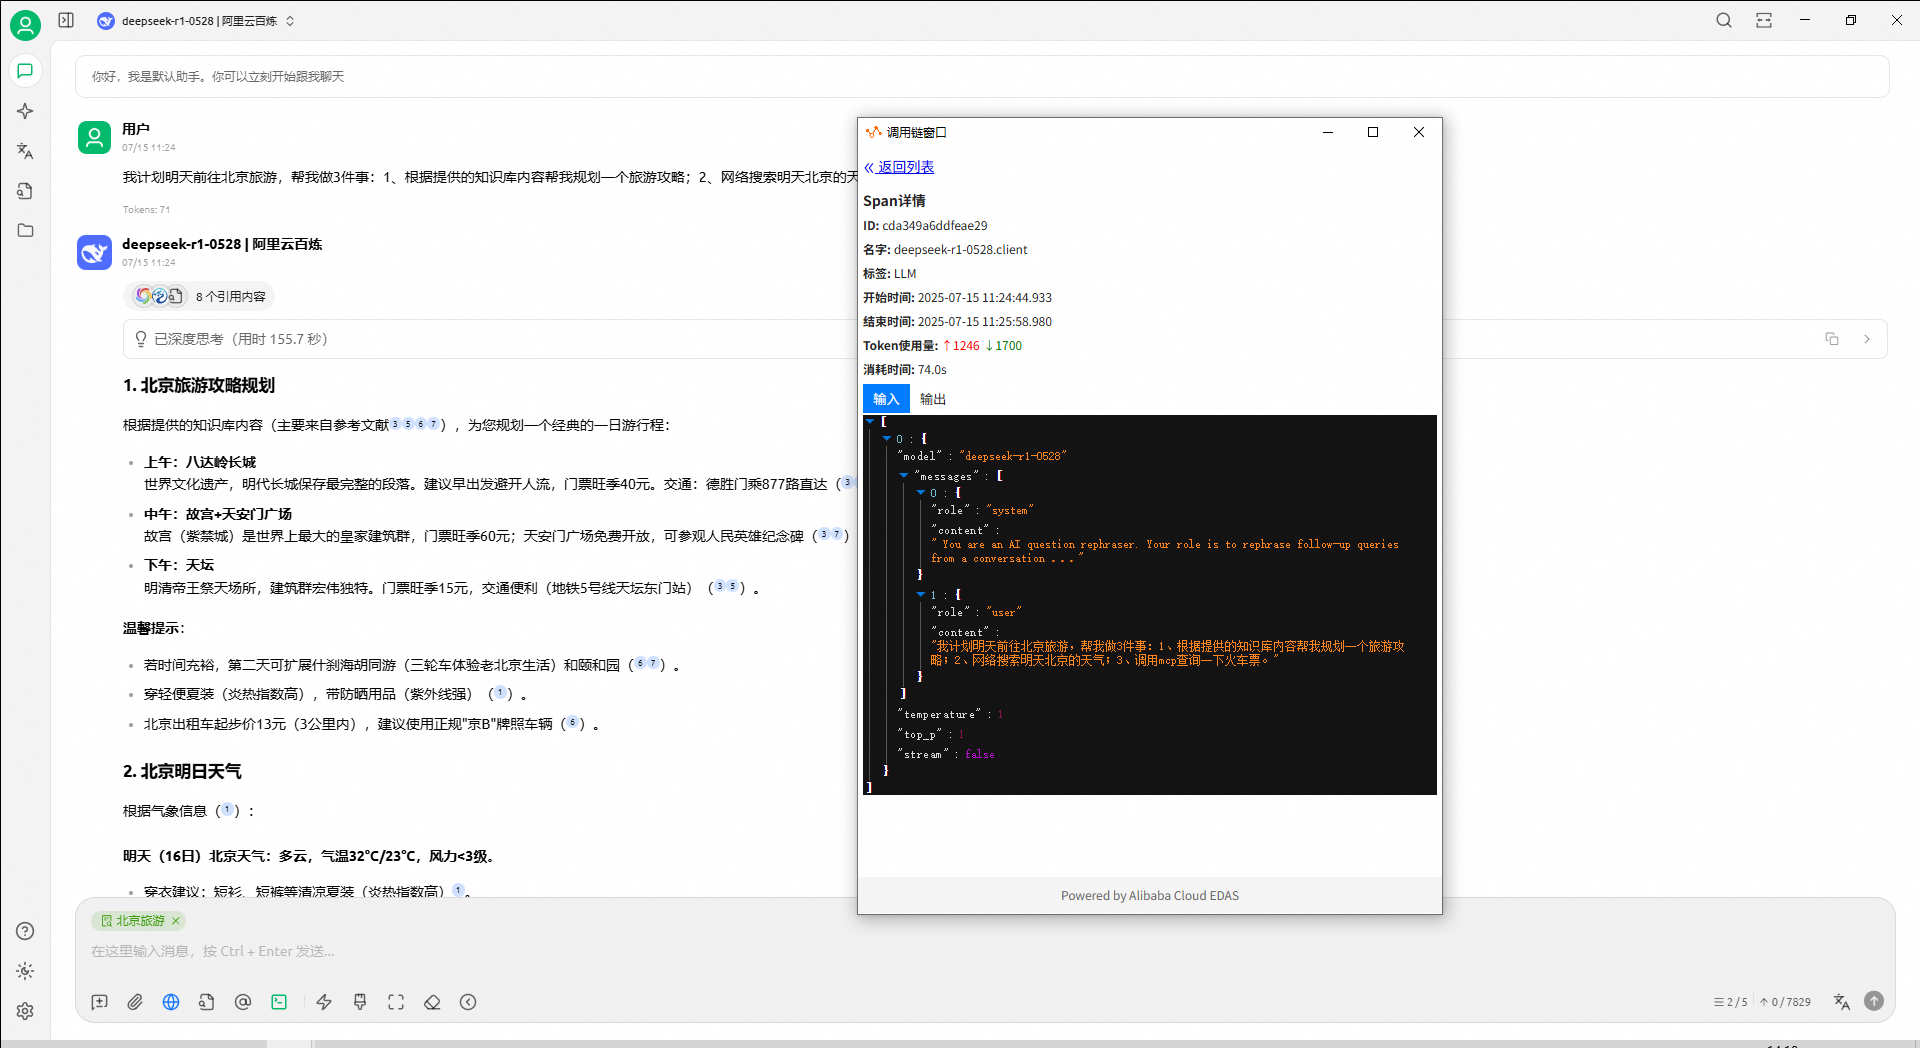 deepseek-r1-0528 | 阿里云百炼
你好，我是默认助手。你可以立刻开始跟我聊天
用户
07/15 11:24
我计划明天前往北京旅游，帮我做3件事：1、根据提供的知识库内容帮我规划一个旅游攻略；2、网络搜索明天北京的天
Tokens: 71
deepseek-r1-0528 | 阿里云百炼
07/15 11:24
8 个引用内容
已深度思考（用时 155.7 秒）
1. 北京旅游攻略规划
根据提供的知识库内容（主要来自参考文献3 5 6 7），为您规划一个经典的一日游行程：
• 上午：八达岭长城
世界文化遗产，明代长城保存最完整的段落。建议早出发避开人流，门票旺季40元。交通：德胜门乘877路直达（3
• 中午：故宫+天安门广场
故宫（紫禁城）是世界上最大的皇家建筑群，门票旺季60元；天安门广场免费开放，可参观人民英雄纪念碑（3 7）
• 下午：天坛
明清帝王祭天场所，建筑群宏伟独特。门票旺季15元，交通便利（地铁5号线天坛东门站）（3 5）。
温馨提示：
• 若时间充裕，第二天可扩展什刹海胡同游（三轮车体验老北京生活）和颐和园（6 7）。
• 穿轻便夏装（炎热指数高），带防晒用品（紫外线强）（1）。
• 北京出租车起步价13元（3公里内），建议使用正规"京B"牌照车辆（6）。
2. 北京明日天气
根据气象信息（1）：
明天（16日）北京天气：多云，气温32°C/23°C，风力<3级。
• 穿衣建议：短衫、短裤等清凉夏装（炎热指数高）1。
北京旅游 ×
在这里输入消息，按 Ctrl + Enter 发送...
2 / 5
↑ 0 / 7829
调用链窗口
« 返回列表
Span详情
ID: cda349a6ddfeae29
名字: deepseek-r1-0528.client
标签: LLM
开始时间: 2025-07-15 11:24:44.933
结束时间: 2025-07-15 11:25:58.980
Token使用量: ↑1246 ↓1700
消耗时间: 74.0s
输入 输出
[
0 : {
"model" : "deepseek-r1-0528"
"messages" : [
0 : {
"role" : "system"
"content" :
" You are an AI question rephraser. Your role is to rephrase follow-up queries
from a conversation ... "
}
1 : {
"role" : "user"
"content" :
"我计划明天前往北京旅游，帮我做3件事：1、根据提供的知识库内容帮我规划一个旅游攻
略；2、网络搜索明天北京的天气；3、调用mcp查询一下火车票。"
}
]
"temperature" : 1
"top_p" : 1
"stream" : false
}
]
Powered by Alibaba Cloud EDAS